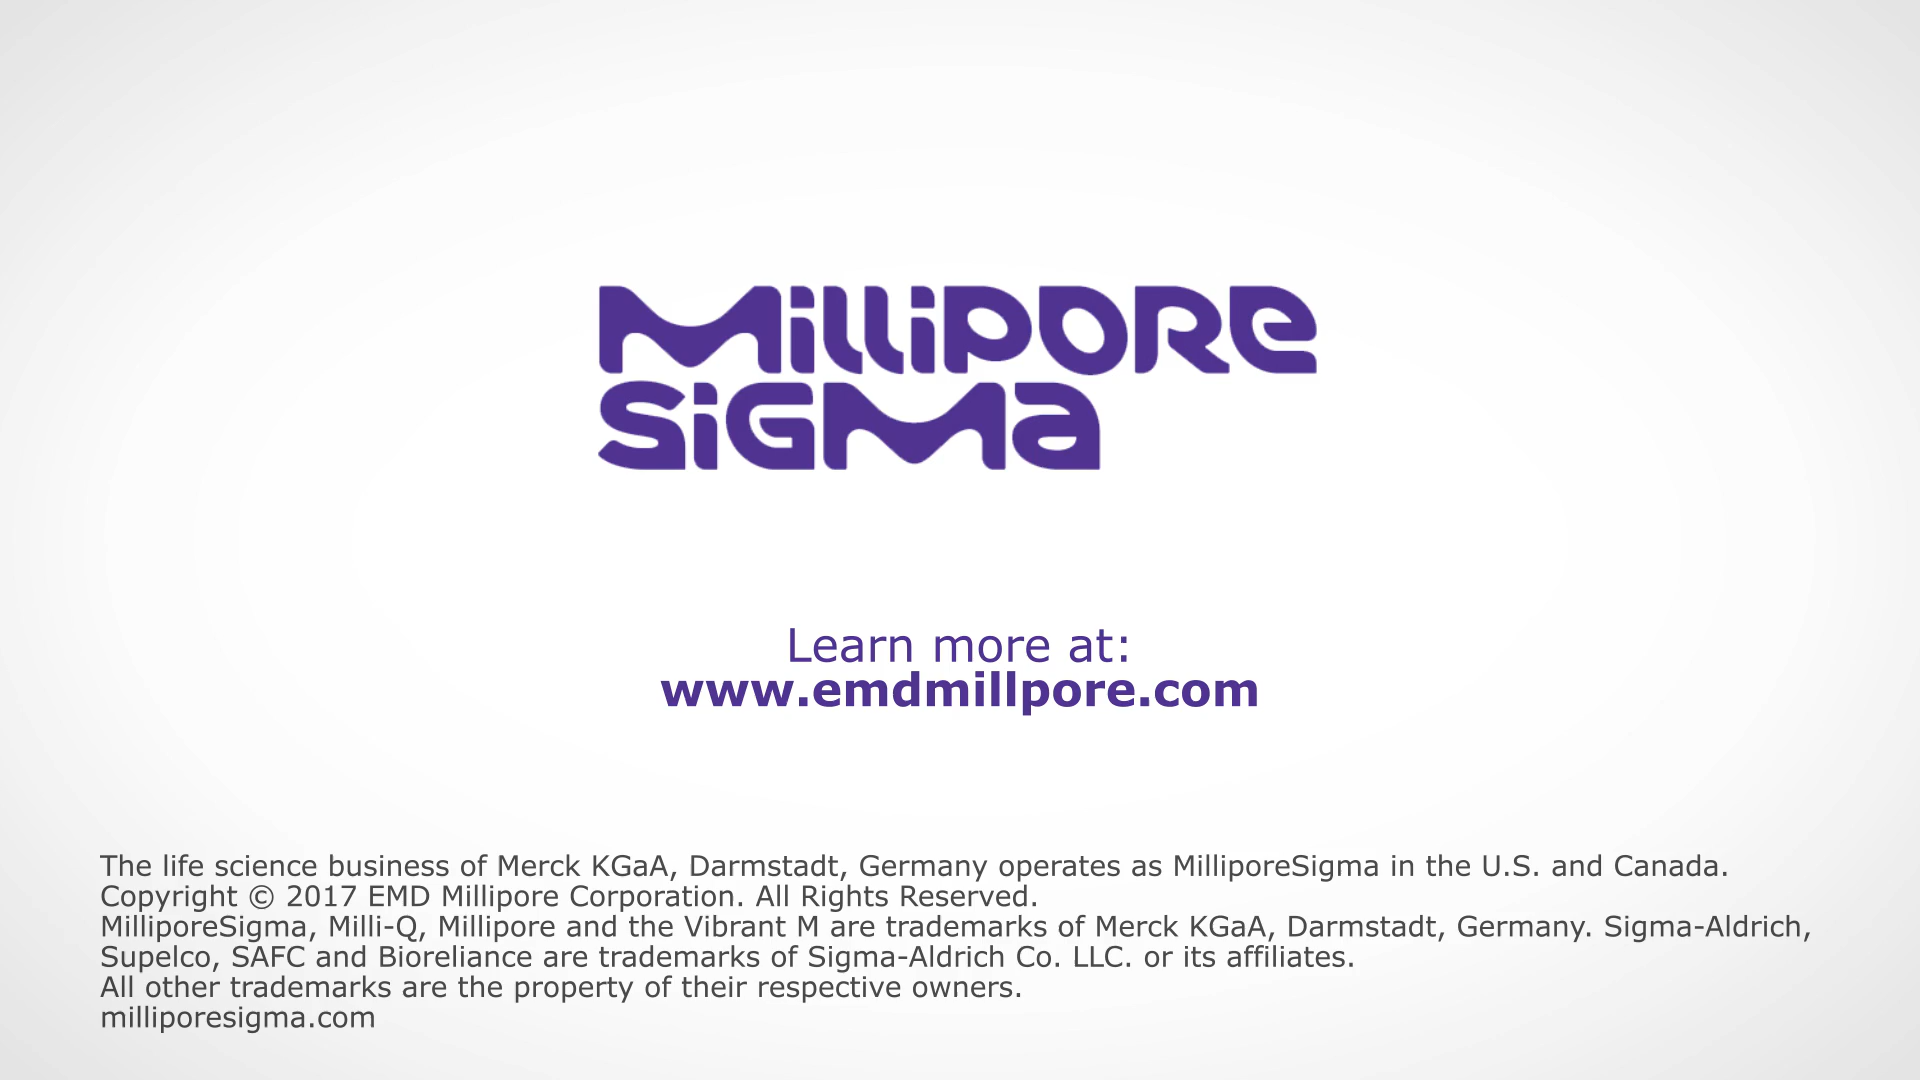 Millipore
Sigma
Learn more at:
www.emdmillpore.com
The life science business of Merck KGaA, Darmstadt, Germany operates as MilliporeSigma in the U.S. and Canada.
Copyright © 2017 EMD Millipore Corporation. All Rights Reserved.
MilliporeSigma, Milli-Q, Millipore and the Vibrant M are trademarks of Merck KGaA, Darmstadt, Germany. Sigma-Aldrich,
Supelco, SAFC and Bioreliance are trademarks of Sigma-Aldrich Co. LLC. or its affiliates.
All other trademarks are the property of their respective owners.
milliporesigma.com